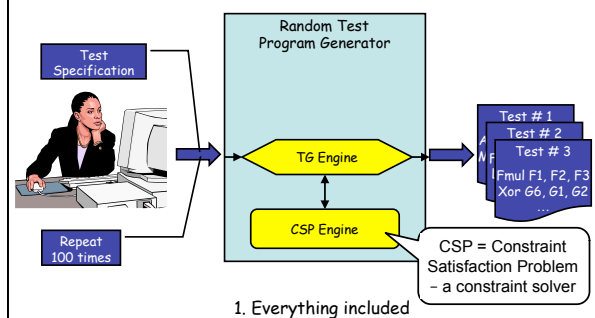 Random Test
Program Generator
Test
Specification
Repeat
100 times
TG Engine
CSP Engine
Test # 1
A
M
Test # 2
F
Test # 3
Fmul F1, F2, F3
Xor G6, G1, G2
...
CSP = Constraint
Satisfaction Problem
– a constraint solver
1. Everything included